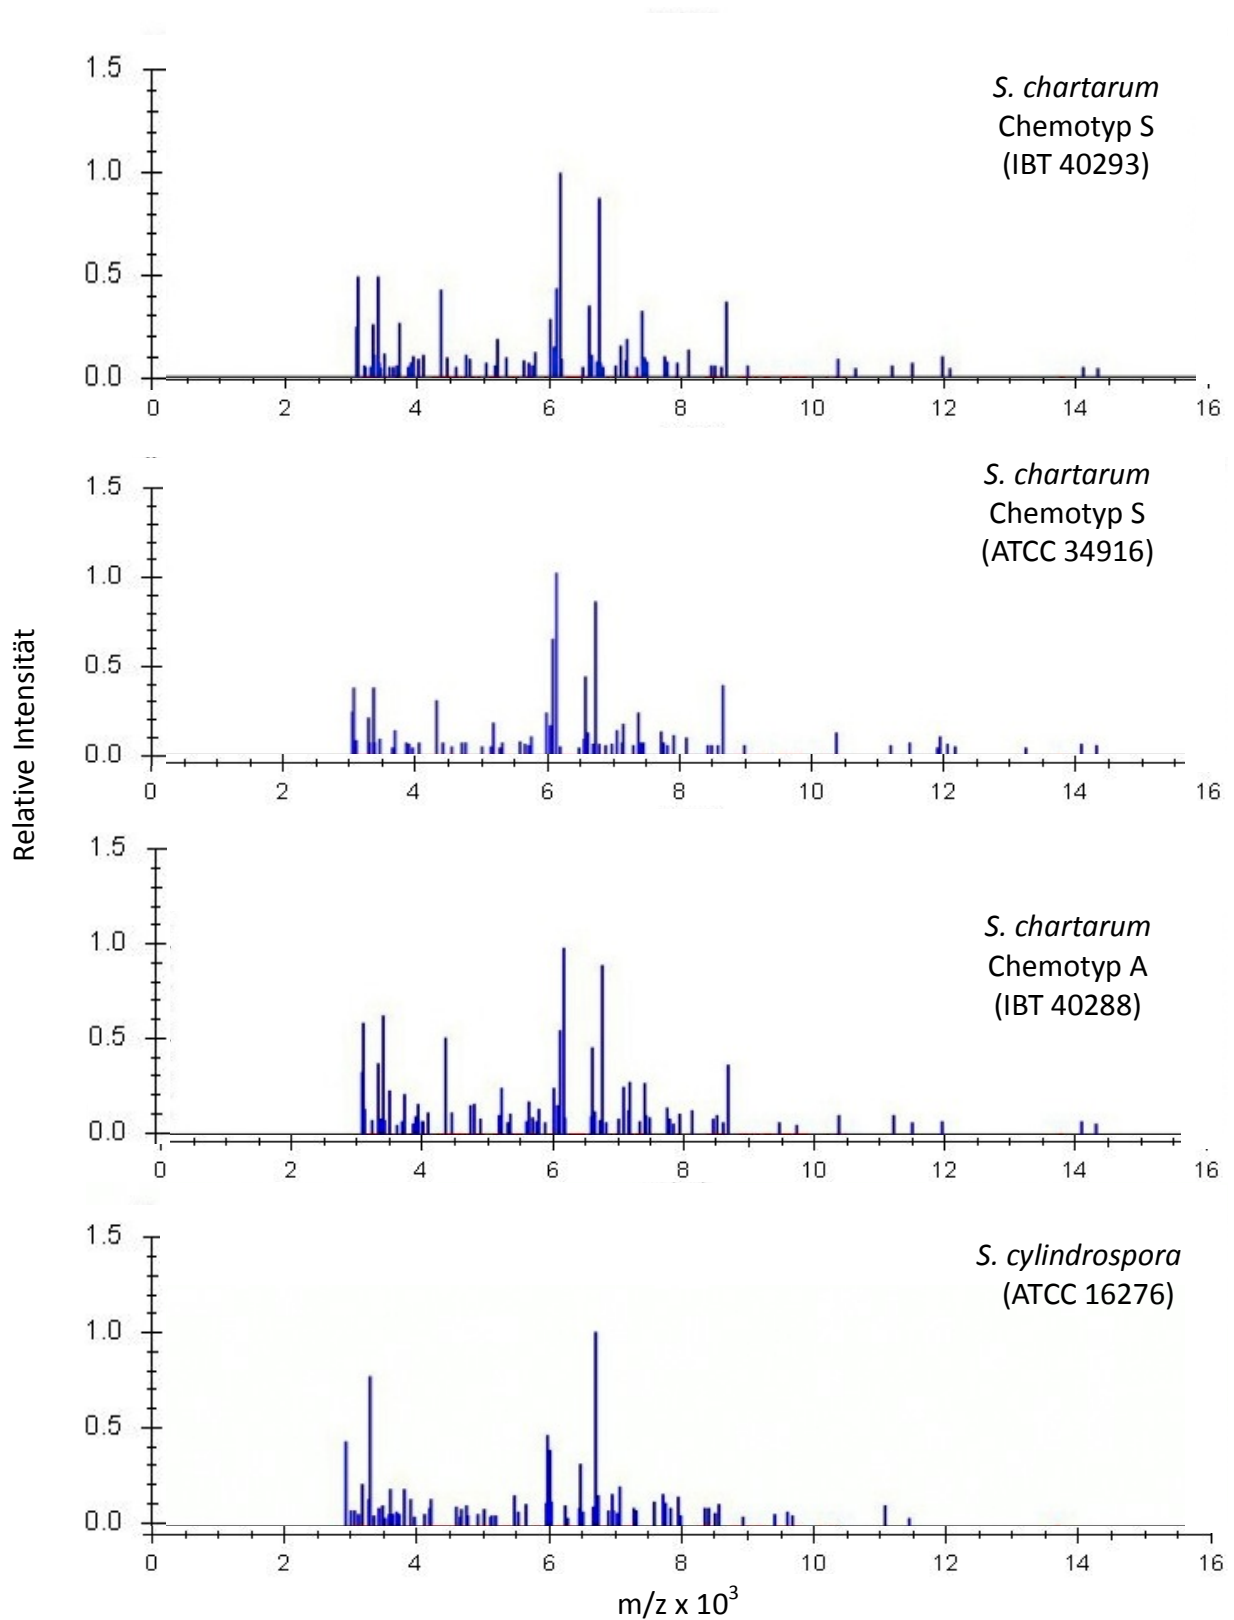 1.5
S. chartarum
Chemotyp S
(IBT 40293)
1.0
0.5
0.0
0 2 4 6 8 10 12 14 16
S. chartarum
Chemotyp S
(ATCC 34916)
1.5
1.0
0.5
0.0
0 2 4 6 8 10 12 14 16
Relative Intensität
1.5
S. chartarum
Chemotyp A
(IBT 40288)
1.0
0.5
0.0
0 2 4 6 8 10 12 14 16
1.5
S. cylindrospora
(ATCC 16276)
1.0
0.5
0.0
0 2 4 6 8 10 12 14 16
m/z x 10³